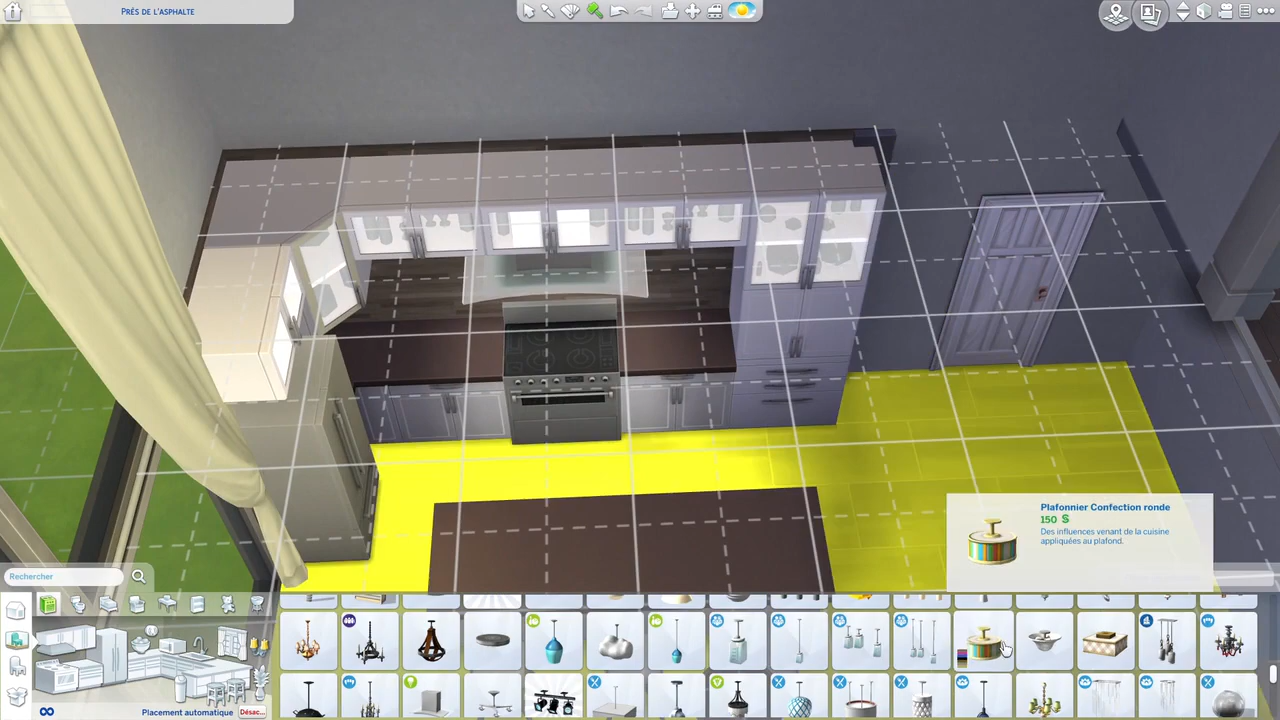 PRÉS DE L'ASPHALTE
Plafonnier Confection ronde
150 $
Des influences venant de la cuisine
appliquées au plafond.
Rechercher
Placement automatique
Désac...